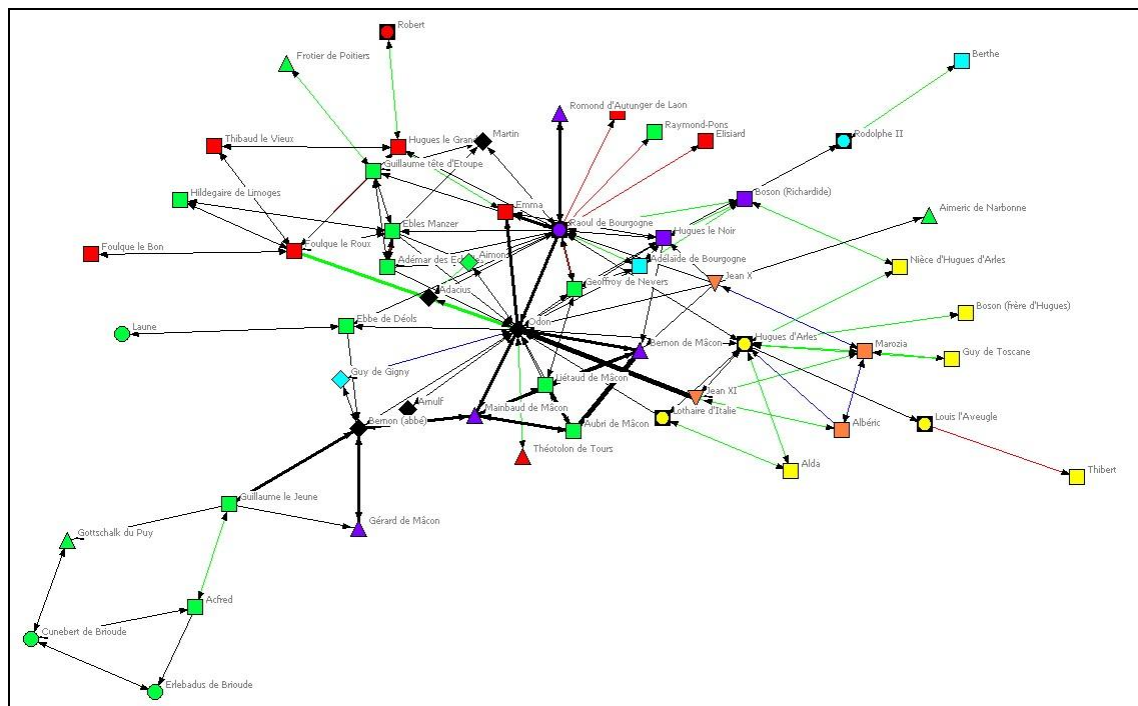 Robert
Frotier de Poitiers
Berthe
Romond d'Autun
ger de Laon
Raymond-Pons
Elisiard
Rodolphe II
Thibaud le Vieux
Hugues le Grand
Martin
Guillaume tête d'Etoupe
Hildegaire de Limoges
Emma
Boson (Richardide)
Aimeric de Narbonne
Ebles Manzer
Raoul de Bourgogne
Hugues le Noir
Foulque le Bon
Foulque le Roux
Adémar des
Aimon
Adélaïde de Bourgogne
Nièce d'Hugues d'Arles
Geoffroy de Nevers
Jean X
Adacius
Boson (frère d'Hugues)
Laune
Ebbe de Déols
Odon
Hugues d'Arles
Bernon de Mâcon
Marozia
Guy de Toscane
Guy de Gigny
Liétaud de Mâcon
Jean XI
Arnulf
Mainbaud de Mâcon
Lothaire d'Italie
Bernon (abbé)
Aubri de Mâcon
Albéric
Louis l'Aveugle
Théotolon de Tours
Alda
Thibert
Guillaume le Jeune
Gérard de Mâcon
Gottschalk du Puy
Acfred
Cunebert de Brioude
Erlebadus de Brioude